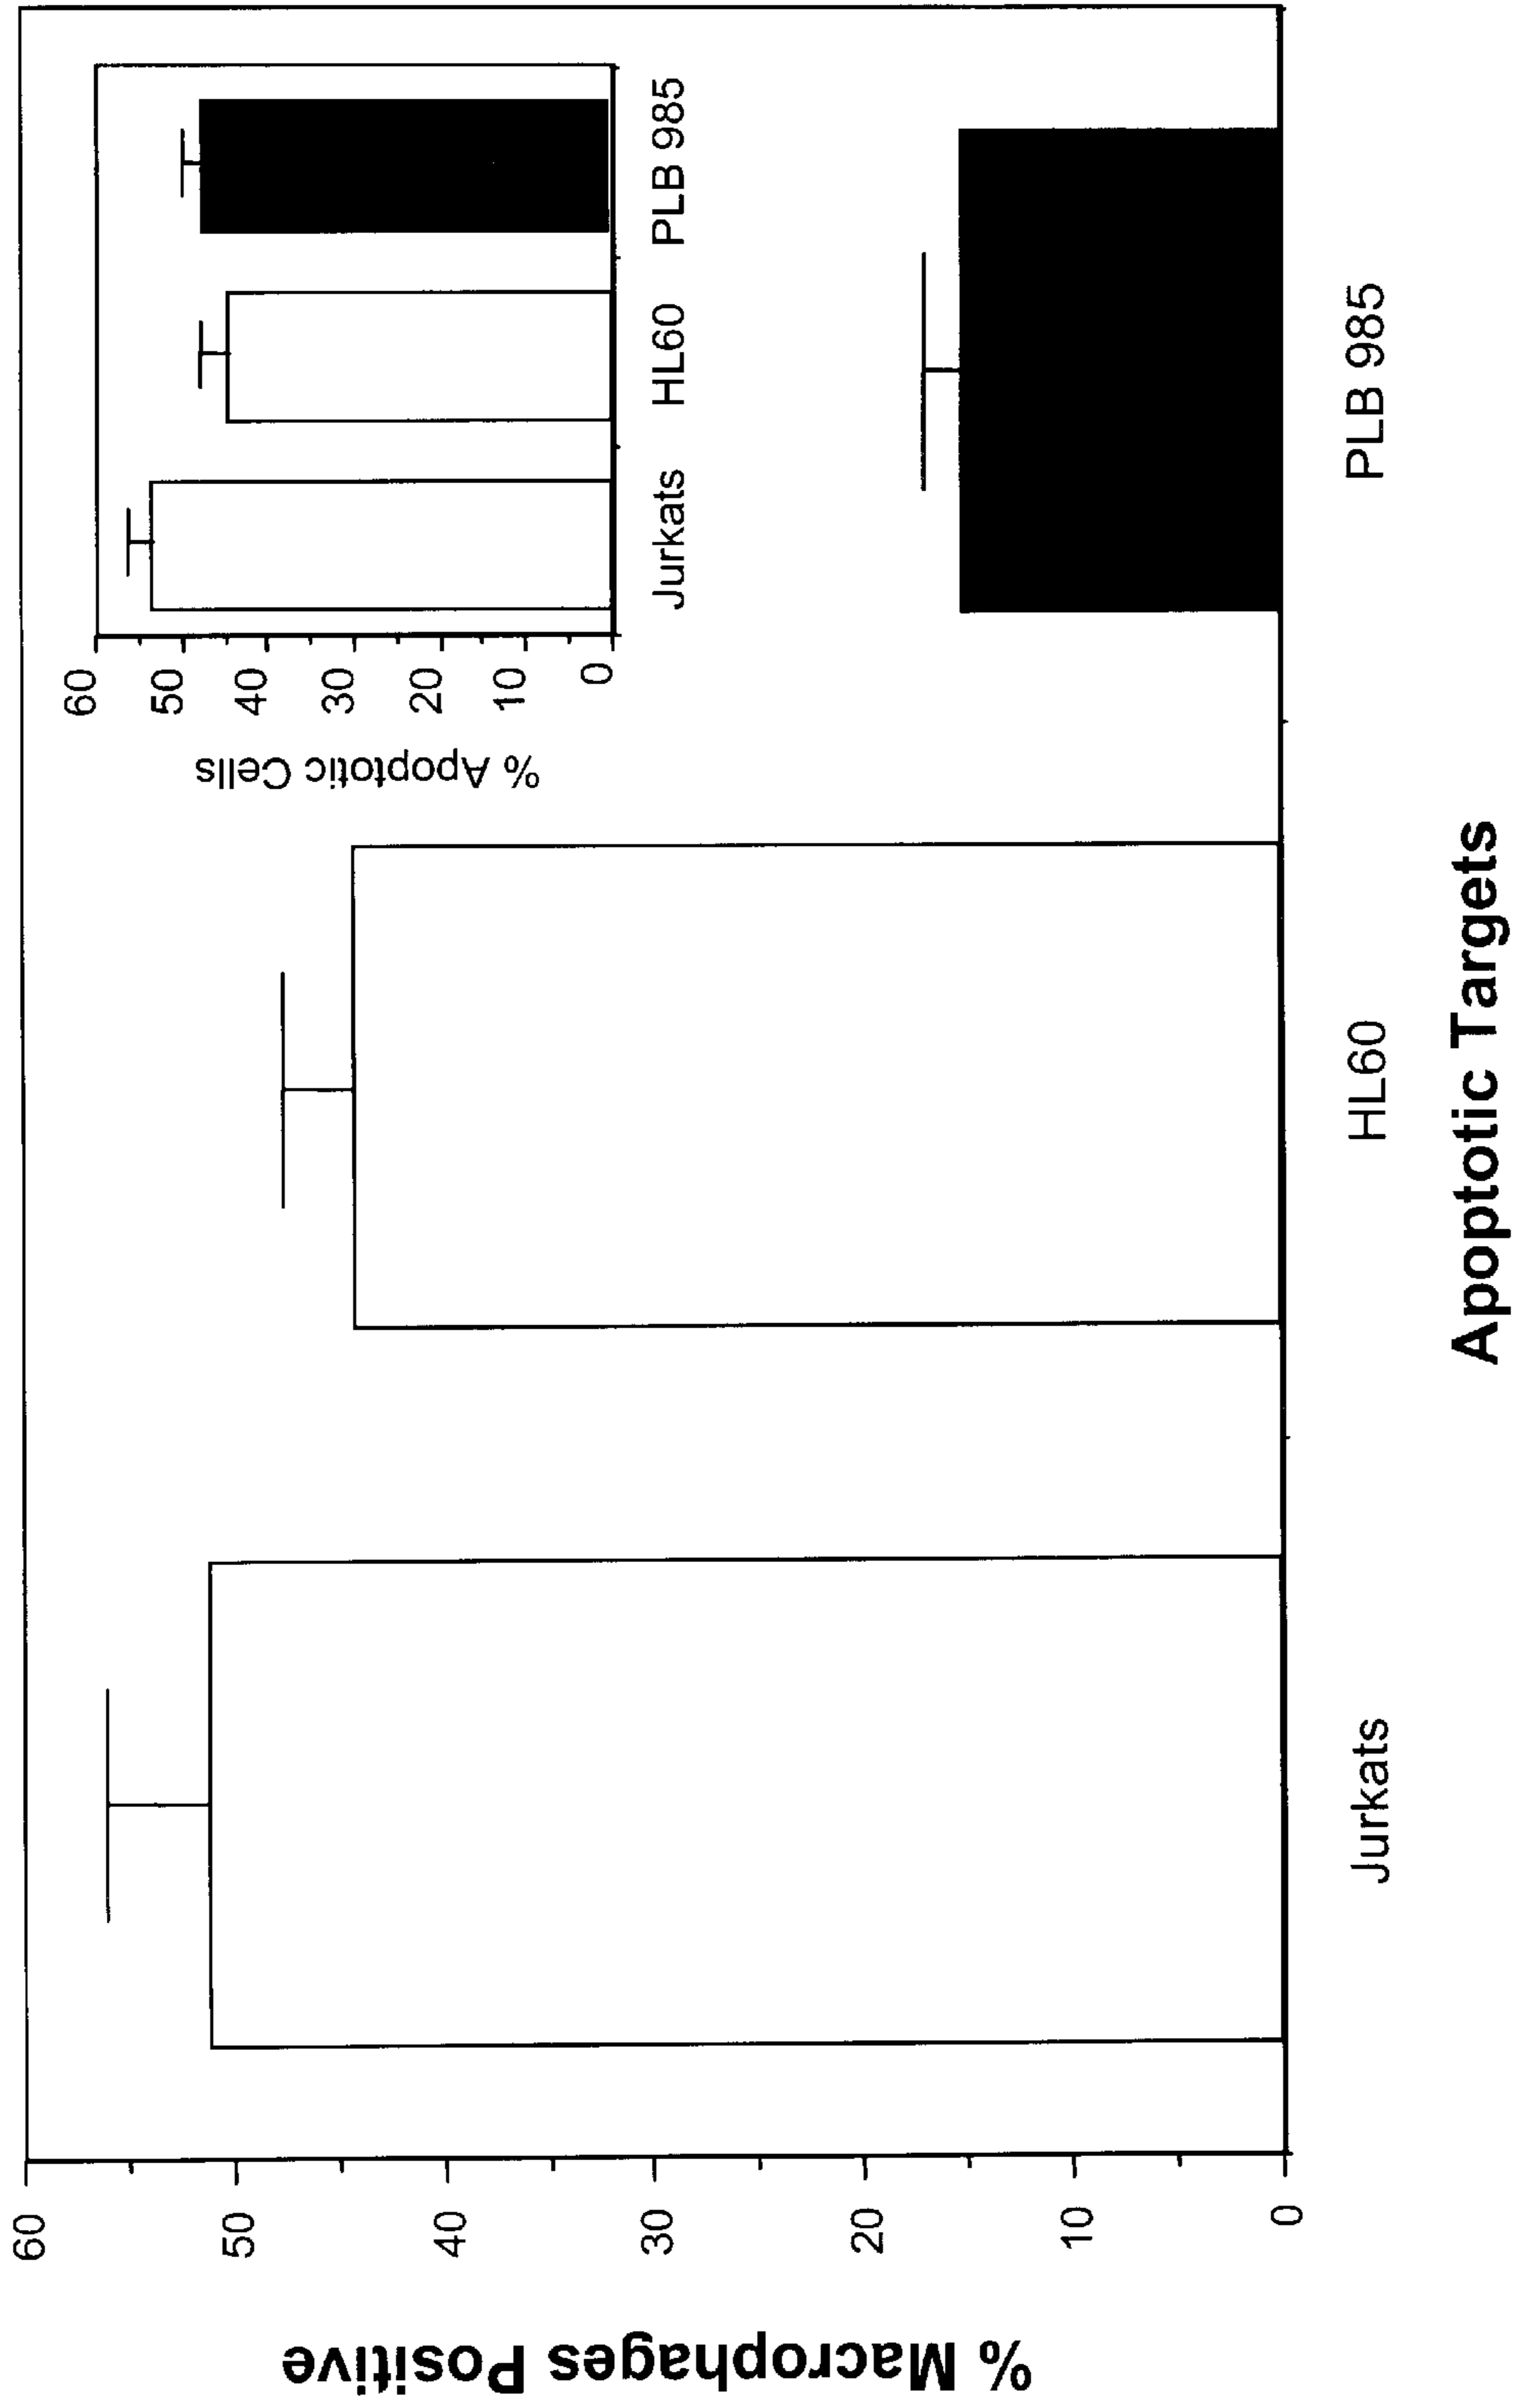 % Macrophages Positive
60
50
40
30
20
10
0
% Apoptotic Cells
60
50
40
30
20
10
0
Jurkats HL60 PLB 985
Jurkats HL60 PLB 985
Apoptotic Targets